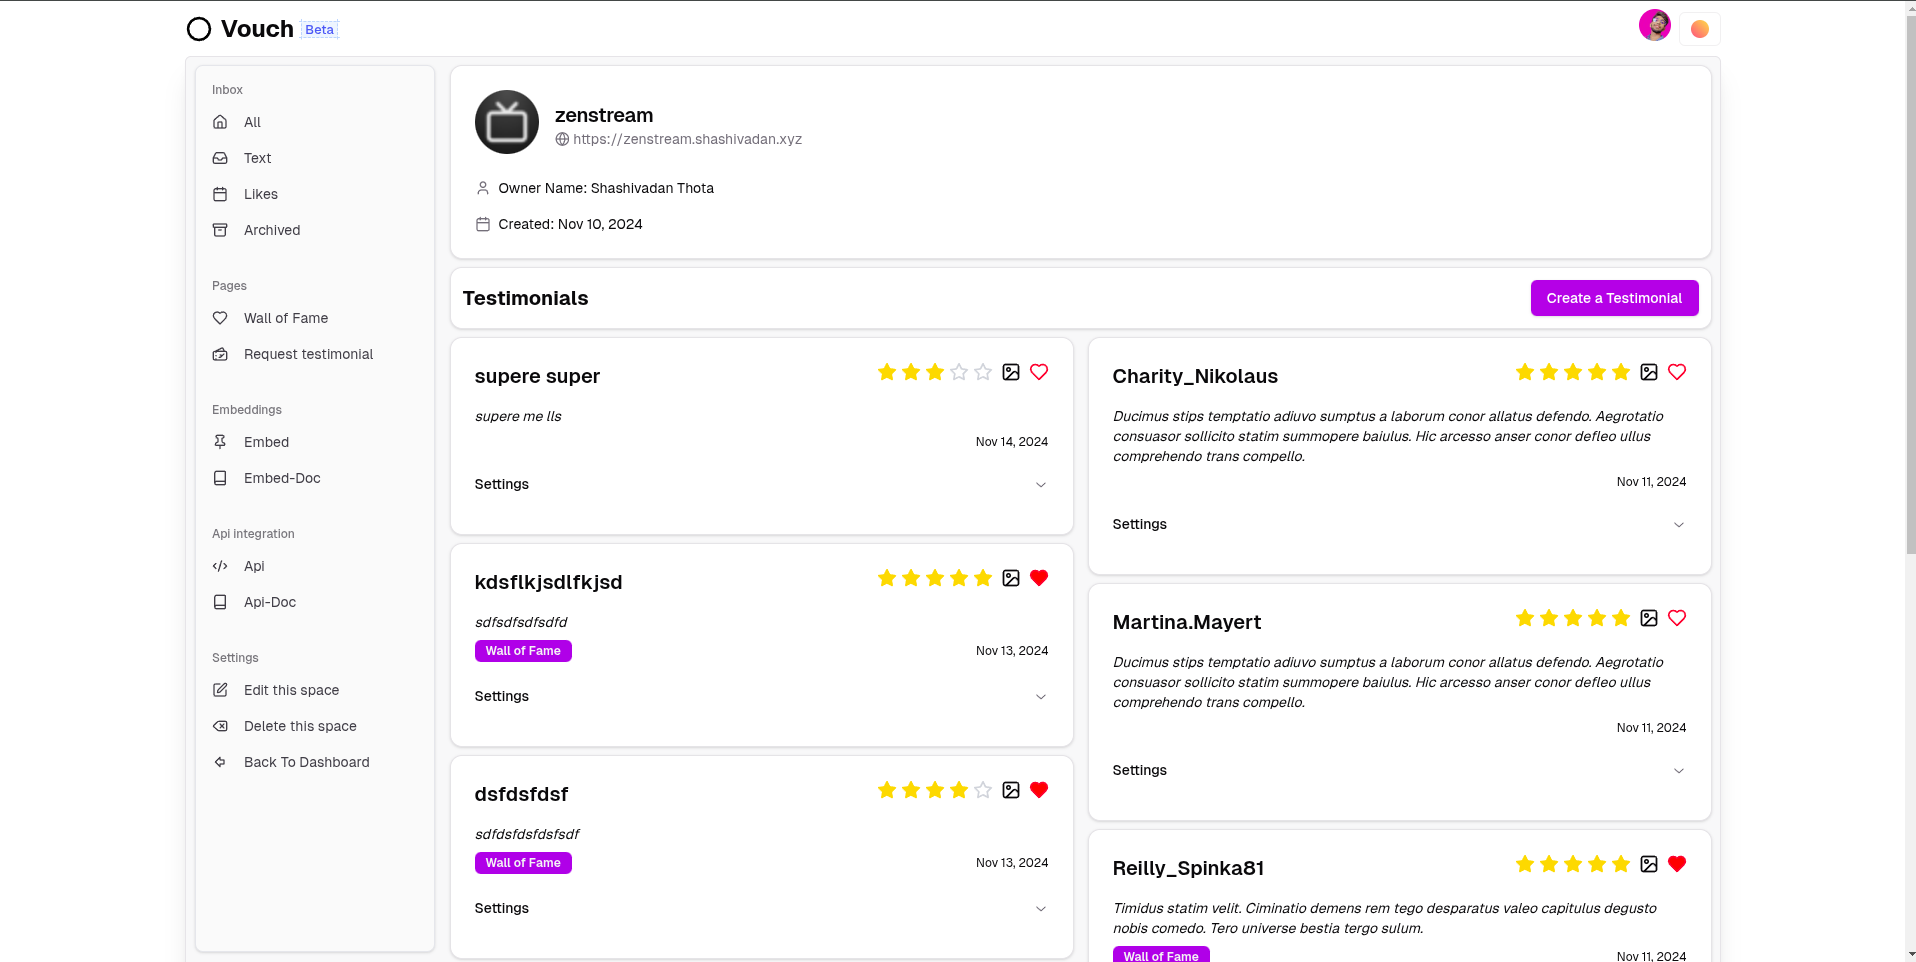 Vouch Beta
Inbox
All
Text
Likes
Archived
Pages
Wall of Fame
Request testimonial
Embeddings
Embed
Embed-Doc
Api integration
Api
Api-Doc
Settings
Edit this space
Delete this space
Back To Dashboard
zenstream
https://zenstream.shashivadan.xyz
Owner Name: Shashivadan Thota
Created: Nov 10, 2024
Testimonials
Create a Testimonial
supere super
supere me lls
Nov 14, 2024
Settings
kdsflkjsdlfkjsd
sdfsdfsdfsdfd
Wall of Fame
Nov 13, 2024
Settings
dsfdsfdsf
sdfdsfdsfdsfsdf
Wall of Fame
Nov 13, 2024
Settings
Charity_Nikolaus
Ducimus stips temptatio adiuvo sumptus a laborum conor allatus defendo. Aegrotatio
consuasor sollicito statim summopere baiulus. Hic arcesso anser conor defleo ullus
comprehendo trans compello.
Nov 11, 2024
Settings
Martina.Mayert
Ducimus stips temptatio adiuvo sumptus a laborum conor allatus defendo. Aegrotatio
consuasor sollicito statim summopere baiulus. Hic arcesso anser conor defleo ullus
comprehendo trans compello.
Nov 11, 2024
Settings
Reilly_Spinka81
Timidus statim velit. Ciminatio demens rem tego desparatus valeo capitulus degusto
nobis comedo. Tero universe bestia tergo sulum.
Wall of Fame
Nov 11, 2024